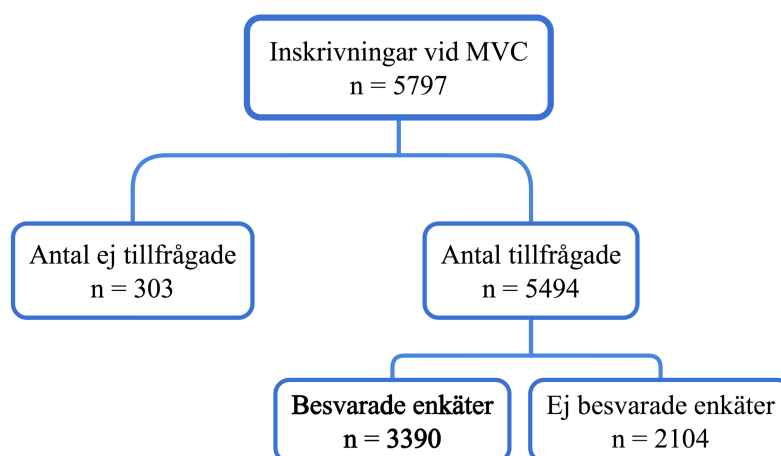 Inskrivningar vid MVC
n = 5797
Antal ej tillfrågade
n = 303
Antal tillfrågade
n = 5494
Besvarade enkäter
n = 3390
Ej besvarade enkäter
n = 2104